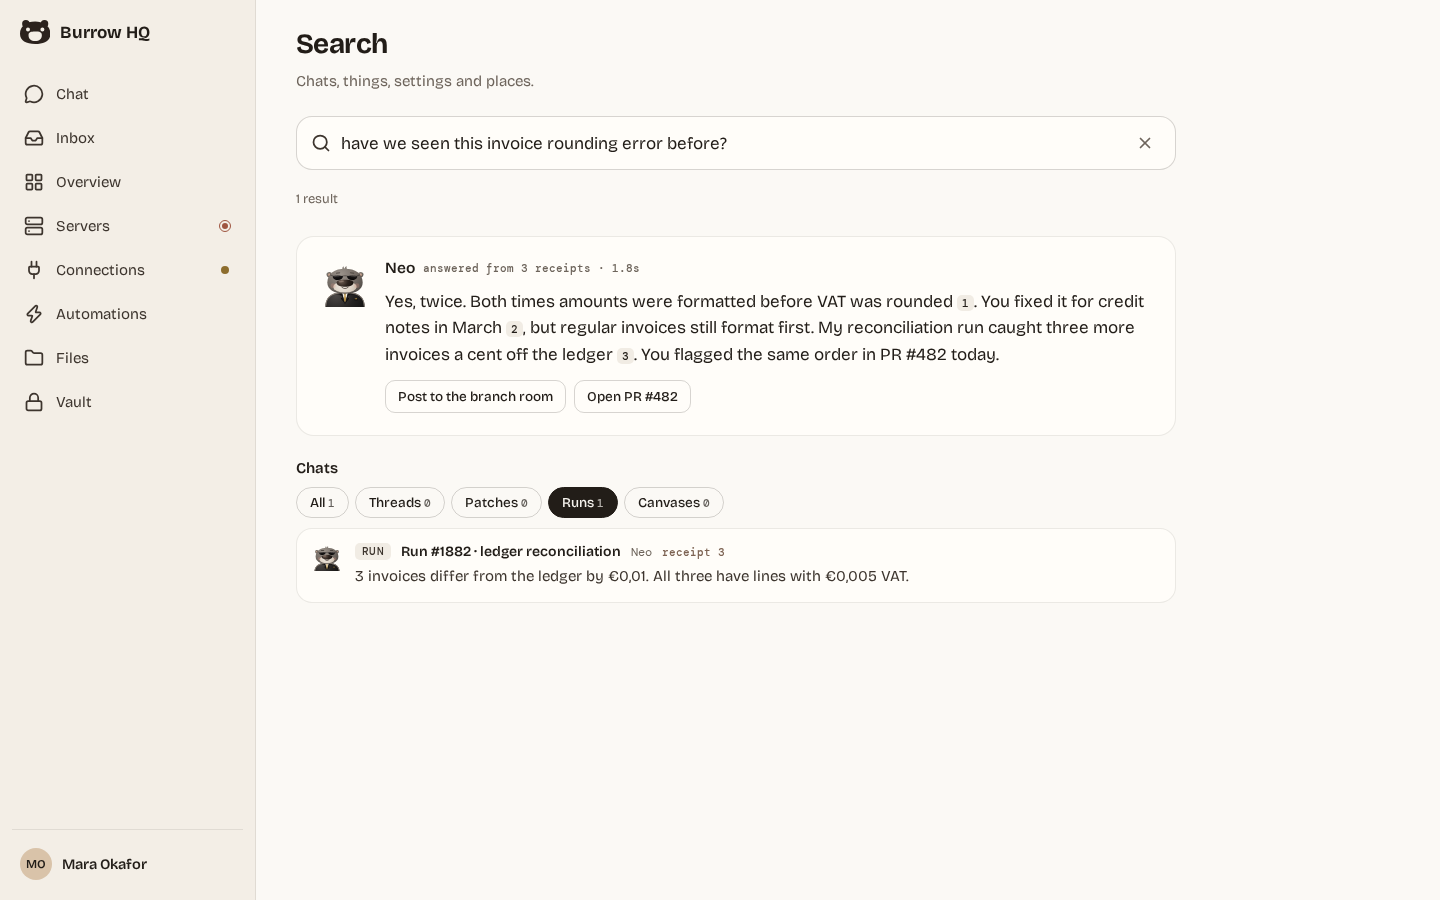 Burrow HQ
Chat
Inbox
Overview
Servers
Connections
Automations
Files
Vault
MO Mara Okafor
Search
Chats, things, settings and places.
have we seen this invoice rounding error before?
1 result
Neo answered from 3 receipts · 1.8s
Yes, twice. Both times amounts were formatted before VAT was rounded 1. You fixed it for credit
notes in March 2, but regular invoices still format first. My reconciliation run caught three more
invoices a cent off the ledger 3. You flagged the same order in PR #482 today.
Post to the branch room Open PR #482
Chats
All 1 Threads 0 Patches 0 Runs 1 Canvases 0
RUN Run #1882 · ledger reconciliation Neo receipt 3
3 invoices differ from the ledger by €0,01. All three have lines with €0,005 VAT.